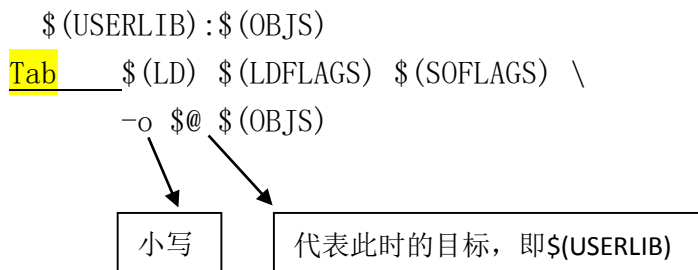 $(USERLIB):$(OBJS)
Tab $(LD) $(LDFLAGS) $(SOFLAGS) \
-o $@ $(OBJS)
小写
代表此时的目标，即$(USERLIB)